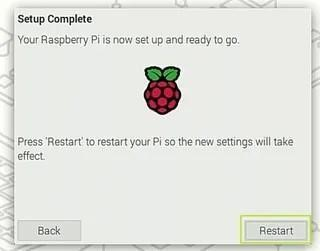 Setup Complete
Your Raspberry Pi is now set up and ready to go.
Press 'Restart' to restart your Pi so the new settings will take
effect.
Back
Restart